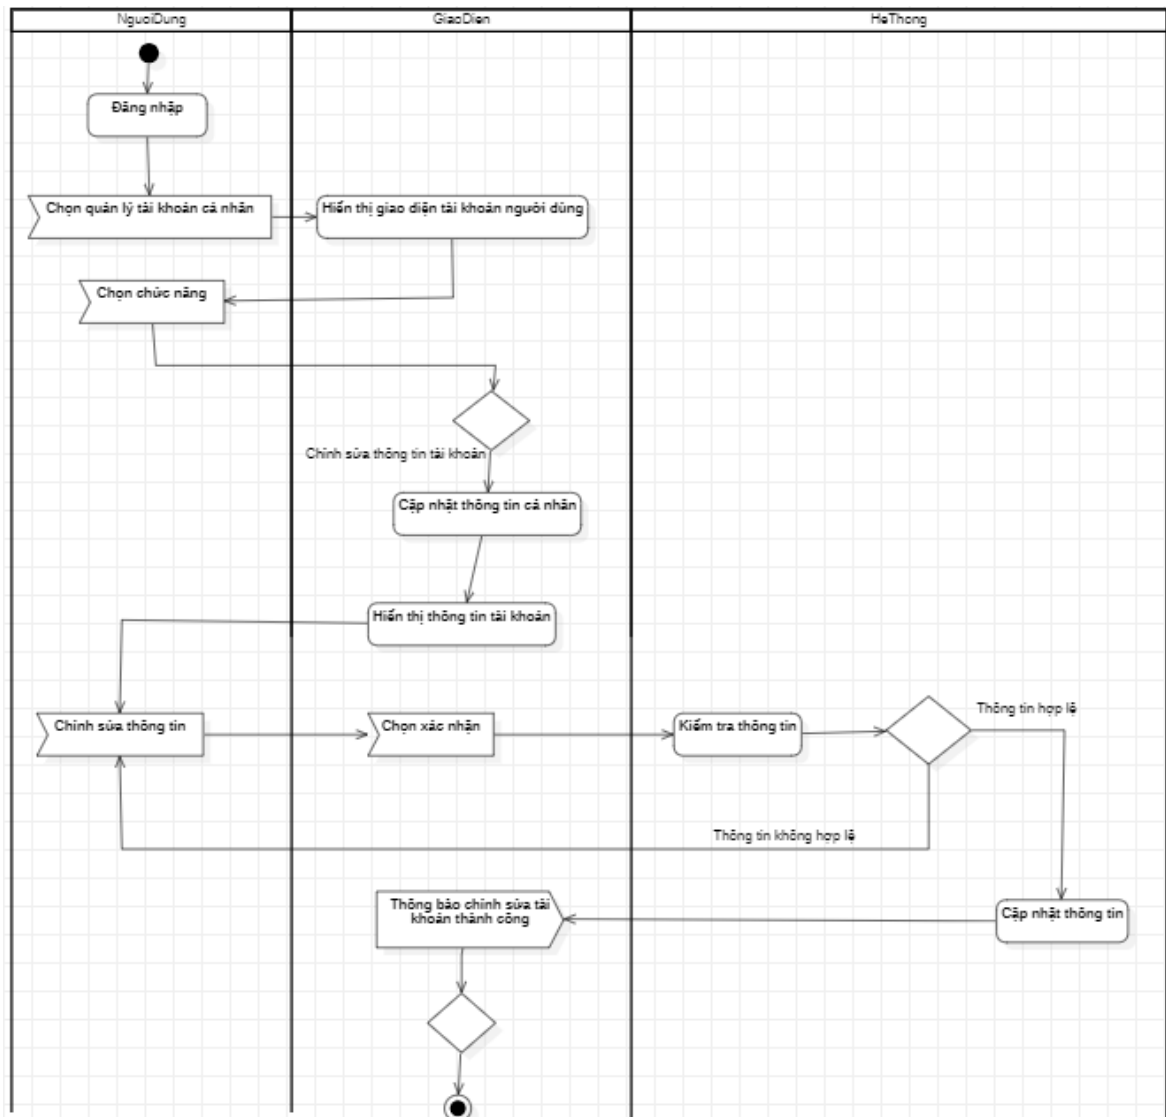 NguoiDung
GiaoDien
HeThong
Đăng nhập
Chọn quản lý tài khoản cá nhân
Hiển thị giao diện tài khoản người dùng
Chọn chức năng
Chỉnh sửa thông tin tài khoản
Cập nhật thông tin cá nhân
Hiển thị thông tin tài khoản
Chỉnh sửa thông tin
Chọn xác nhận
Kiểm tra thông tin
Thông tin hợp lệ
Thông tin không hợp lệ
Thông báo chỉnh sửa tài
khoản thành công
Cập nhật thông tin